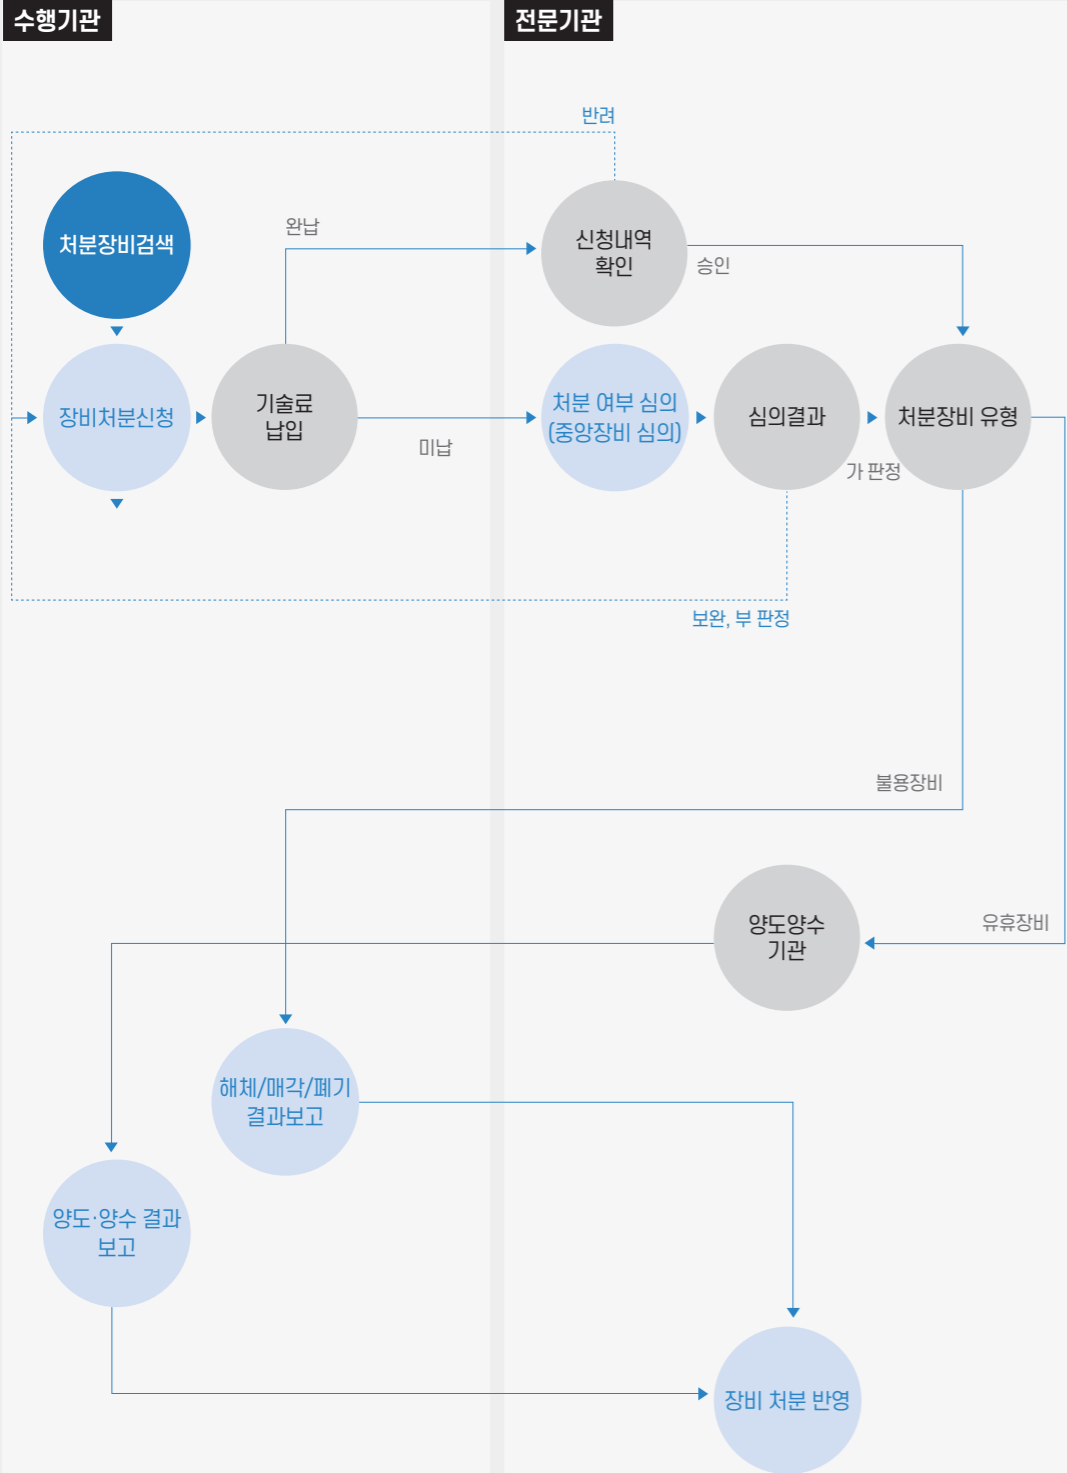 수행기관
전문기관
반려
처분장비검색
완납
신청내역
확인
승인
장비처분신청
기술료
납입
미납
처분 여부 심의
(중앙장비 심의)
심의결과
가 판정
처분장비 유형
보완, 부 판정
불용장비
양도양수
기관
유휴장비
해체/매각/폐기
결과보고
양도·양수 결과
보고
장비 처분 반영